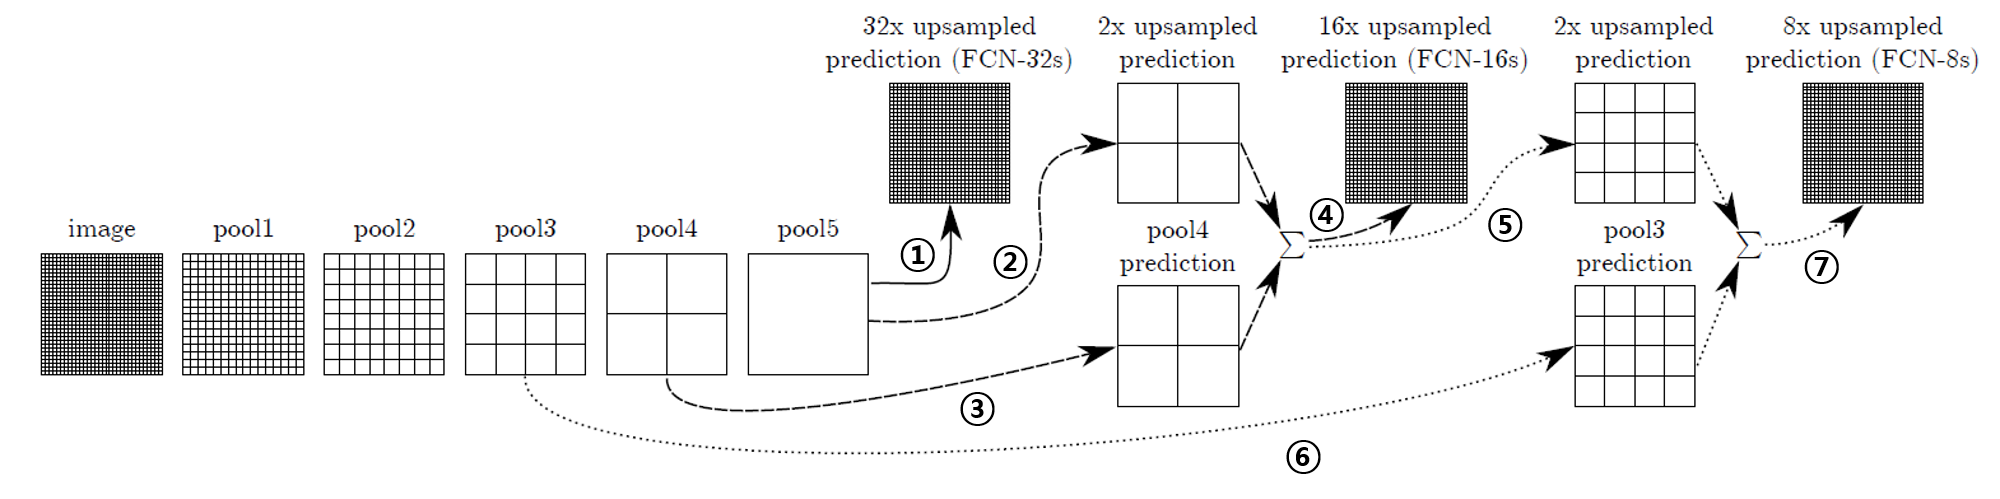 32x upsampled
prediction (FCN-32s)
2x upsampled
prediction
16x upsampled
prediction (FCN-16s)
2x upsampled
prediction
8x upsampled
prediction (FCN-8s)
image
pool1
pool2
pool3
pool4
pool5
pool4
prediction
pool3
prediction
①
②
③
④
⑤
⑥
⑦
∑
∑